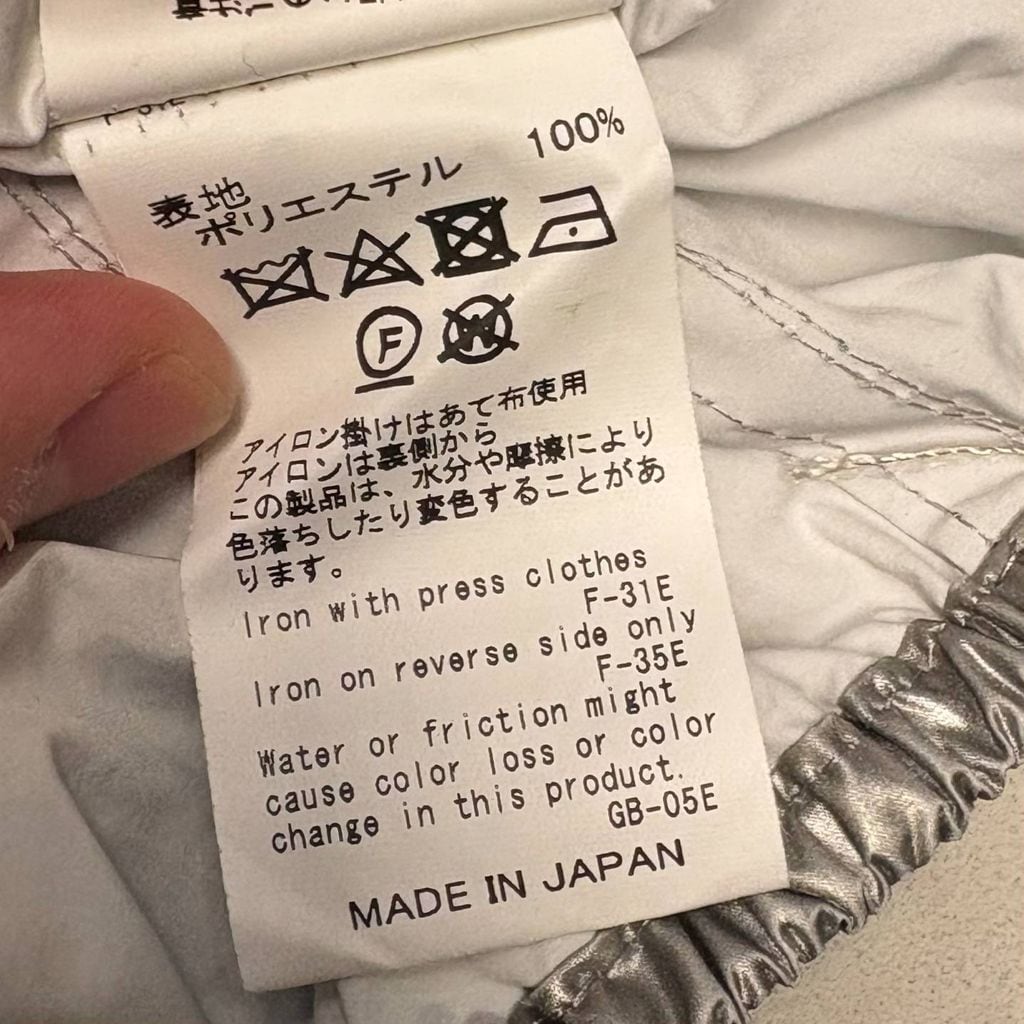 表地
ポリエステル 100%
F
W
アイロン掛けはあて布使用
アイロンは裏側から
この製品は、水分や摩擦により
色落ちしたり変色することがあ
ります。
Iron with press clothes
F-31E
Iron on reverse side only
F-35E
Water or friction might
cause color loss or color
change in this product.
GB-05E
MADE IN JAPAN